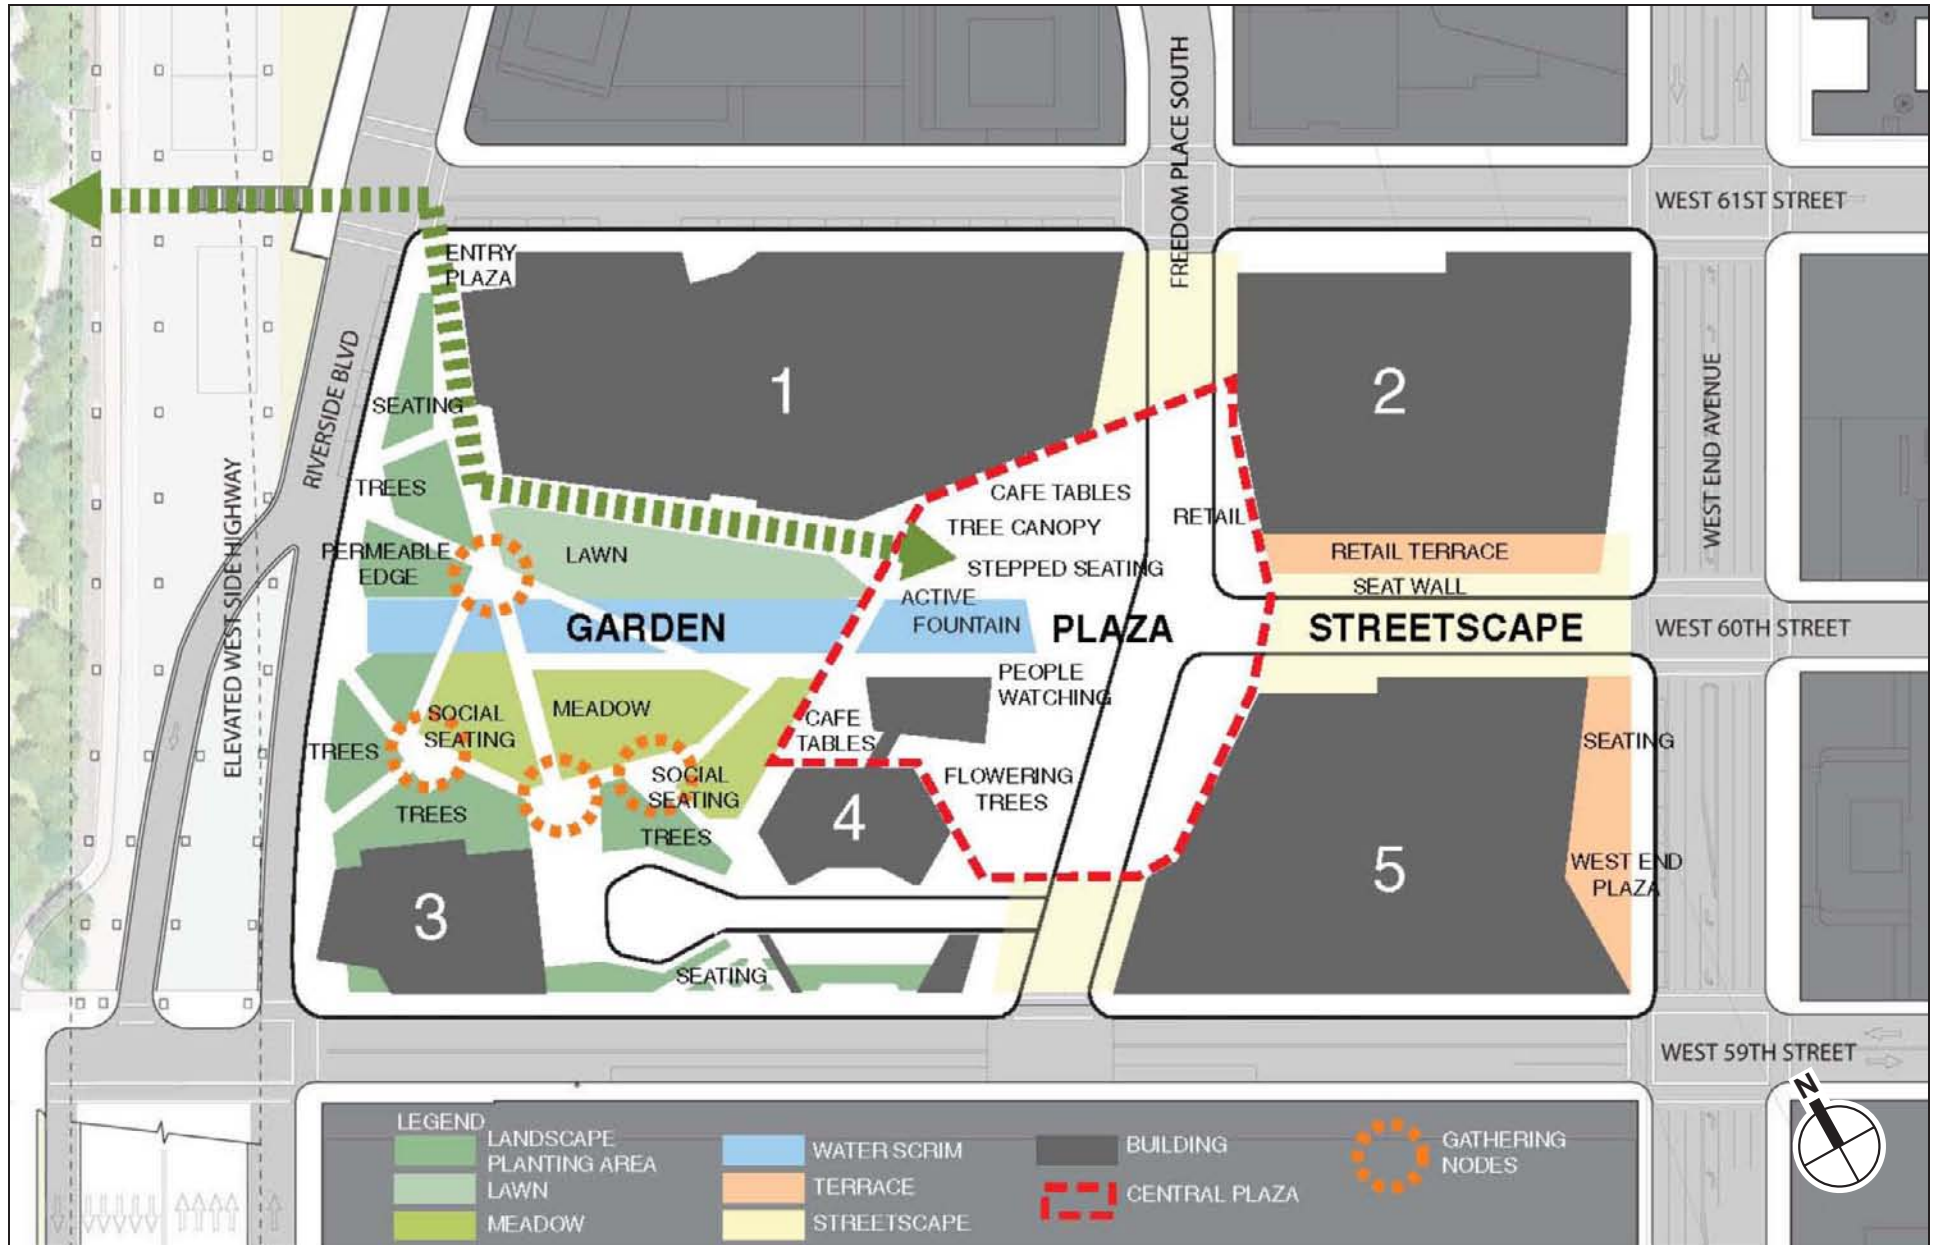 FREEDOM PLACE SOUTH
WEST 61ST STREET
ENTRY
PLAZA
1
2
RIVERSIDE BLVD
SEATING
WEST END AVENUE
ELEVATED WEST SIDE HIGHWAY
TREES
CAFE TABLES
RETAIL
TREE CANOPY
PERMEABLE
EDGE
LAWN
RETAIL TERRACE
STEPPED SEATING
SEAT WALL
ACTIVE
FOUNTAIN
GARDEN
PLAZA
STREETSCAPE
WEST 60TH STREET
PEOPLE
WATCHING
SOCIAL
SEATING
MEADOW
CAFE
TABLES
TREES
SEATING
SOCIAL
SEATING
FLOWERING
TREES
TREES
TREES
4
3
5
WEST END
PLAZA
SEATING
WEST 59TH STREET
N
LEGEND
LANDSCAPE
PLANTING AREA
LAWN
MEADOW
WATER SCRIM
TERRACE
STREETSCAPE
BUILDING
CENTRAL PLAZA
GATHERING
NODES